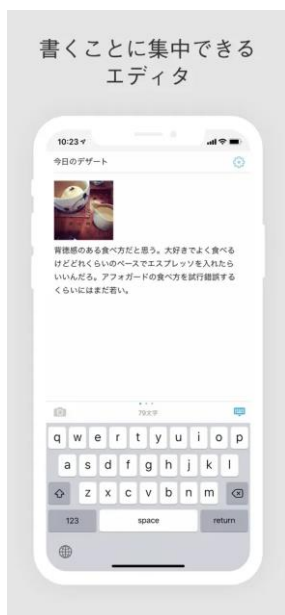 書くことに集中できる
エディタ
10:23
今日のデザート
背徳感のある食べ方だと思う。大好きでよく食べる
けどどれくらいのペースでエスプレッソを入れたら
いいんだろ。アフォガードの食べ方を試行錯誤する
くらいにはまだ若い。
79文字
q w e r t y u i o p
a s d f g h j k l
z x c v b n m
123 space return